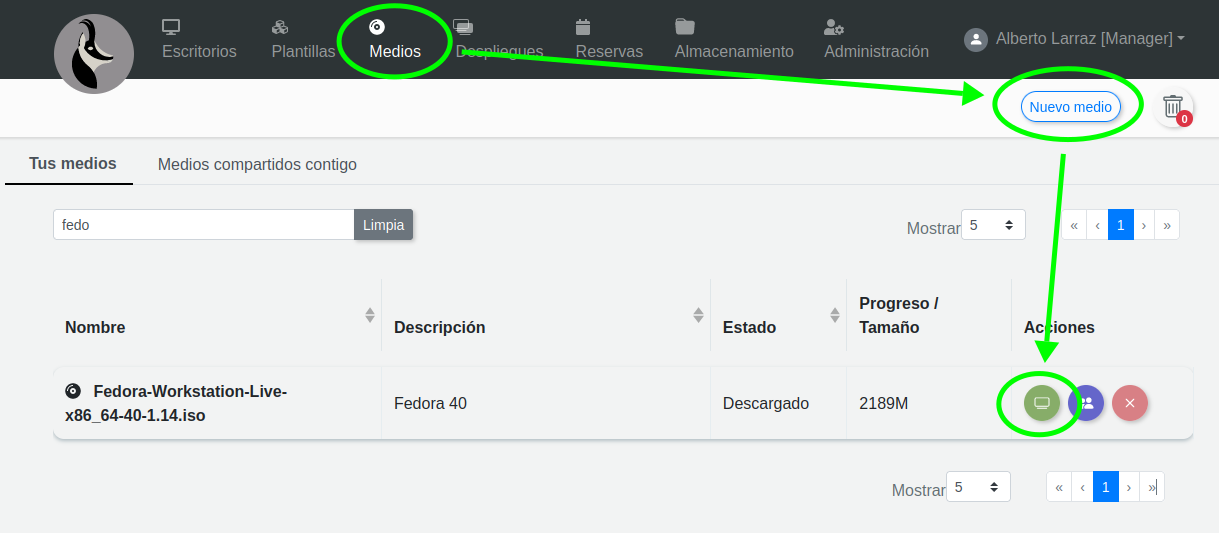 Escritorios Plantillas Medios Despliegues Reservas Almacenamiento Administración Alberto Larraz [Manager]
Nuevo medio
0
Tus medios Medios compartidos contigo
fedo Limpia Mostrar 5 « ‹ 1 › »
Nombre Descripción Estado Progreso /
Tamaño Acciones
Fedora-Workstation-Live-
x86_64-40-1.14.iso Fedora 40 Descargado 2189M
Mostrar 5 « ‹ 1 › »